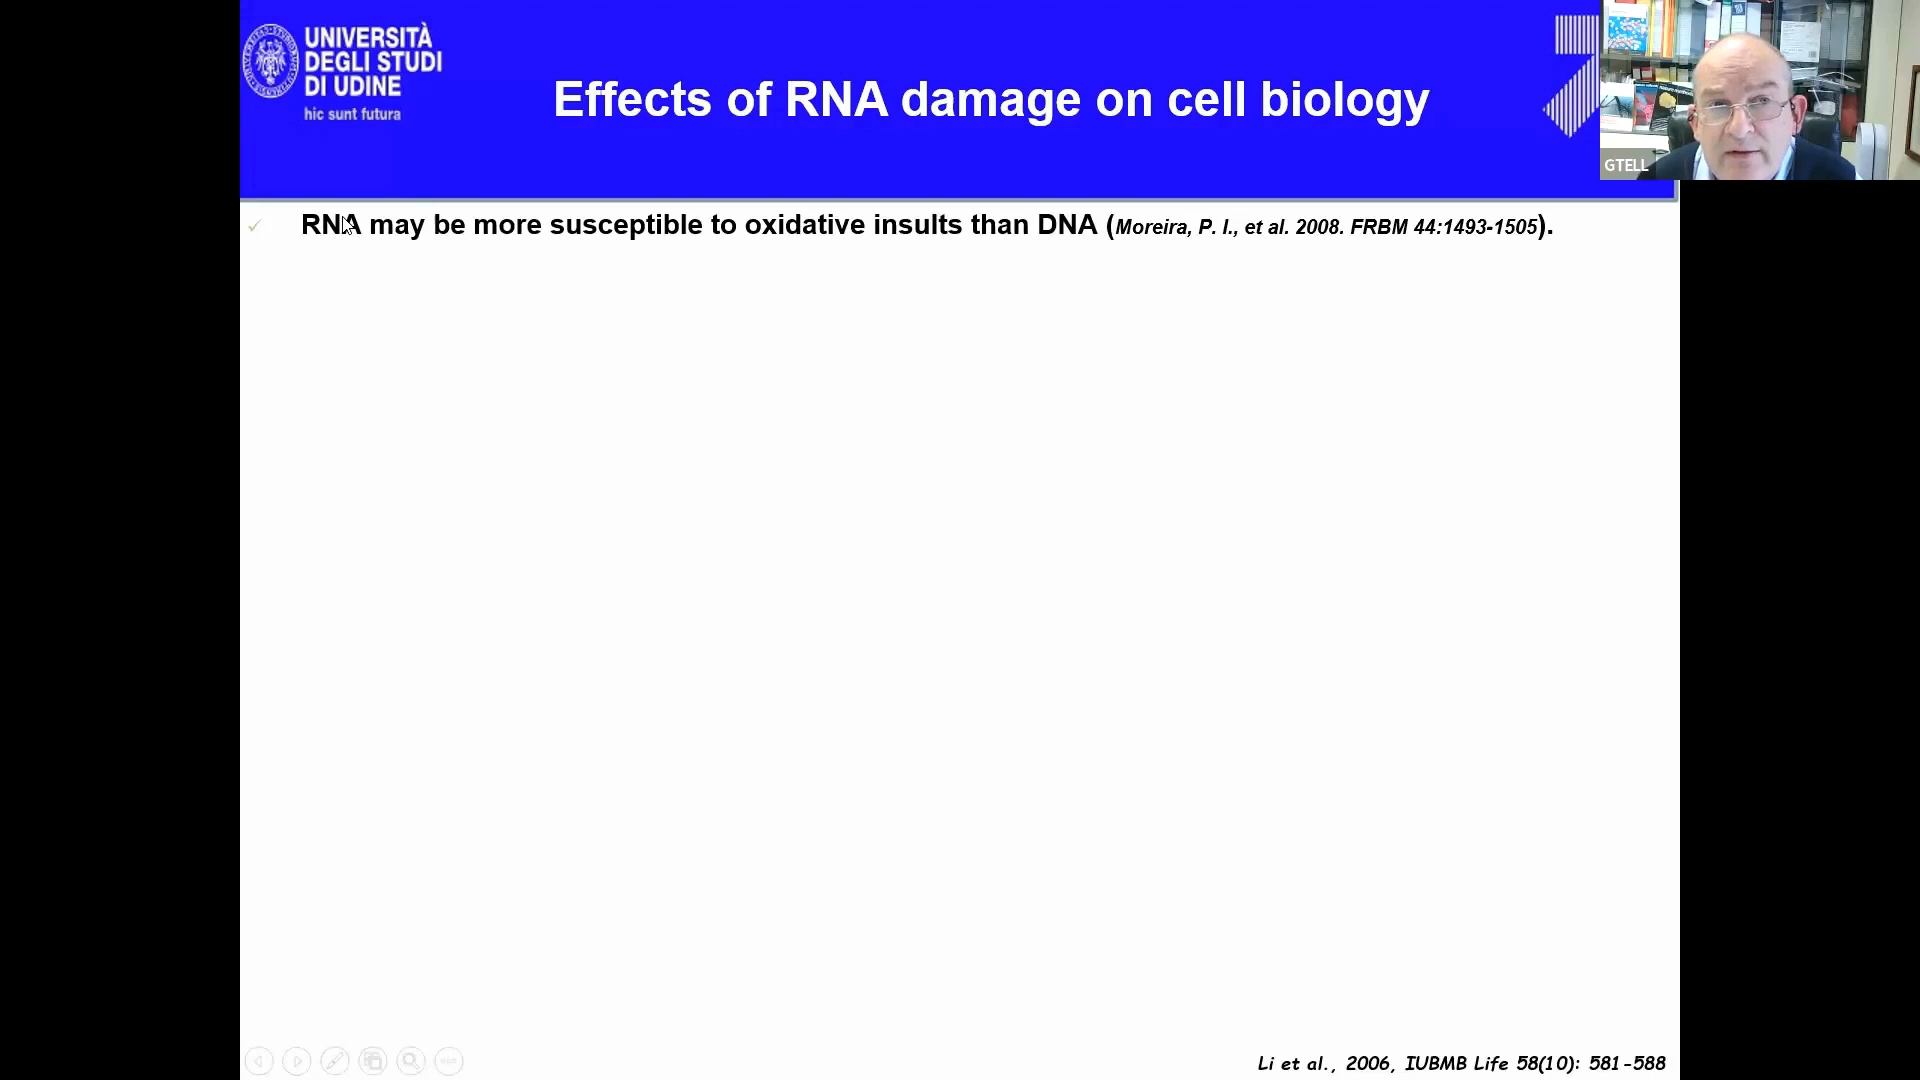 UNIVERSITÀ
DEGLI STUDI
DI UDINE
hic sunt futura
Effects of RNA damage on cell biology
GTELL
RNA may be more susceptible to oxidative insults than DNA (Moreira, P. I., et al. 2008. FRBM 44:1493-1505).
Li et al., 2006, IUBMB Life 58(10): 581-588